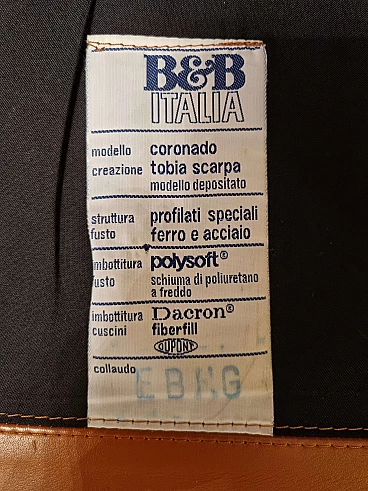 B&B
ITALIA
modello coronado
creazione tobia scarpa
modello depositato
struttura profilati speciali
fusto ferro e acciaio
imbottitura polysoft®
fusto schiuma di poliuretano
a freddo
imbottitura Dacron®
cuscini fiberfill
DUPONT
collaudo